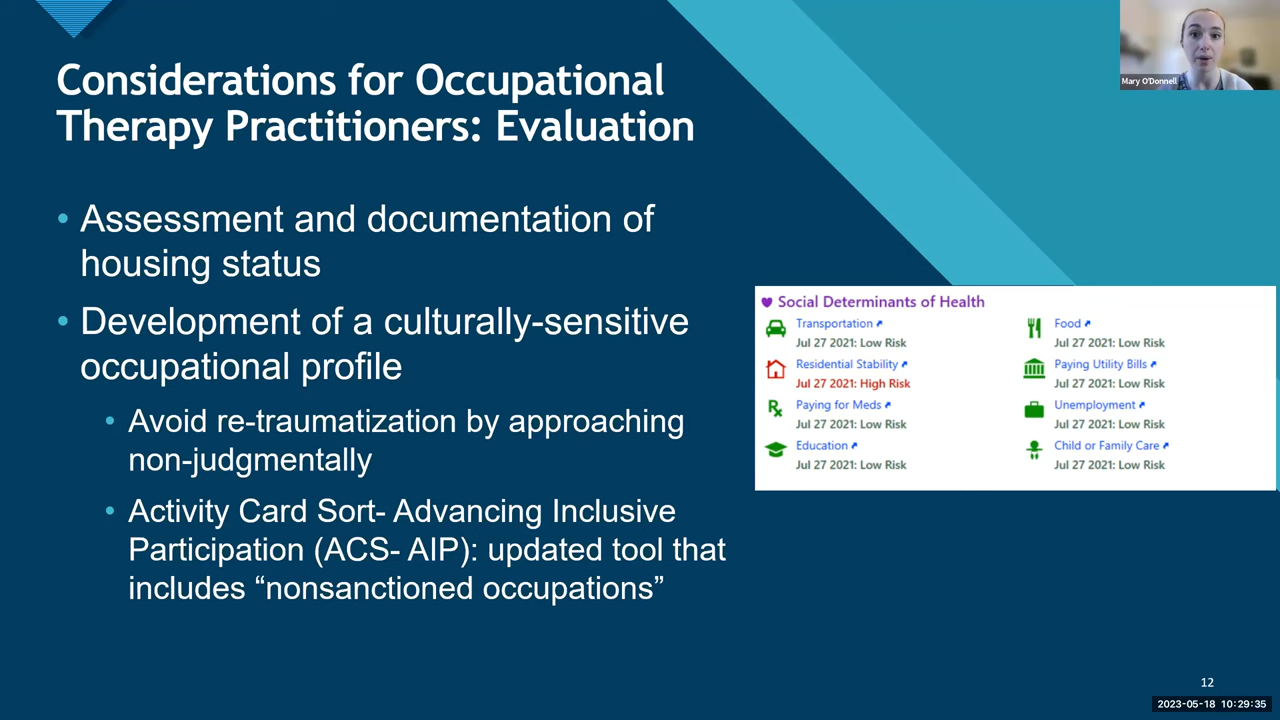 Considerations for Occupational
Therapy Practitioners: Evaluation
Mary O'Donnell
• Assessment and documentation of
housing status
• Development of a culturally-sensitive
occupational profile
• Avoid re-traumatization by approaching
non-judgmentally
• Activity Card Sort- Advancing Inclusive
Participation (ACS- AIP): updated tool that
includes “nonsanctioned occupations”
Social Determinants of Health
Transportation
Jul 27 2021: Low Risk
Residential Stability
Jul 27 2021: High Risk
Paying for Meds
Jul 27 2021: Low Risk
Education
Jul 27 2021: Low Risk
Food
Jul 27 2021: Low Risk
Paying Utility Bills
Jul 27 2021: Low Risk
Unemployment
Jul 27 2021: Low Risk
Child or Family Care
Jul 27 2021: Low Risk
12
2023-05-18 10:29:35